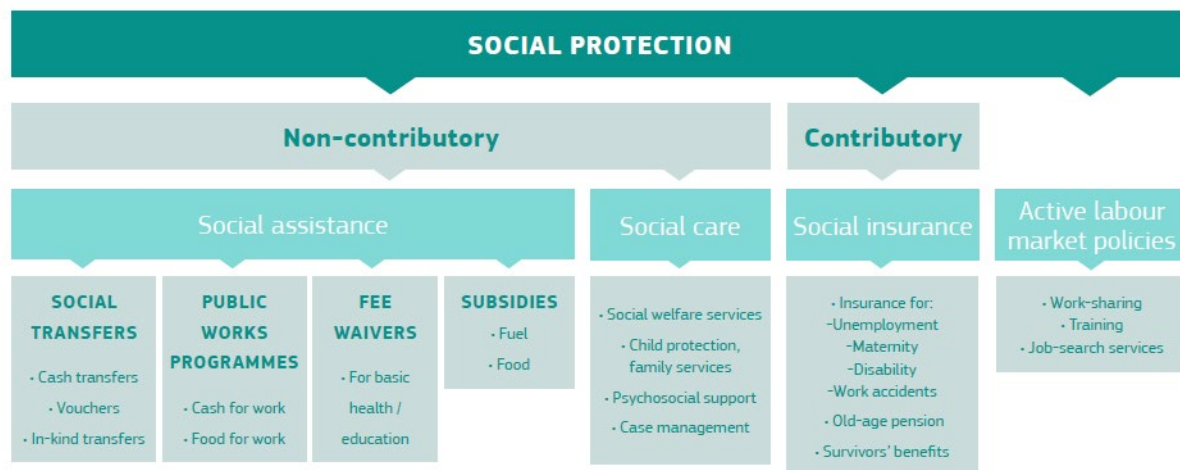 SOCIAL PROTECTION
Non-contributory
Contributory
Social assistance
Social care
Social insurance
Active labour
market policies
SOCIAL
TRANSFERS
• Cash transfers
• Vouchers
• In-kind transfers
PUBLIC
WORKS
PROGRAMMES
• Cash for work
• Food for work
FEE
WAIVERS
• For basic
health /
education
SUBSIDIES
• Fuel
• Food
• Social welfare services
• Child protection,
family services
• Psychosocial support
• Case management
• Insurance for:
-Unemployment
-Maternity
-Disability
-Work accidents
• Old-age pension
• Survivors' benefits
• Work-sharing
• Training
• Job-search services